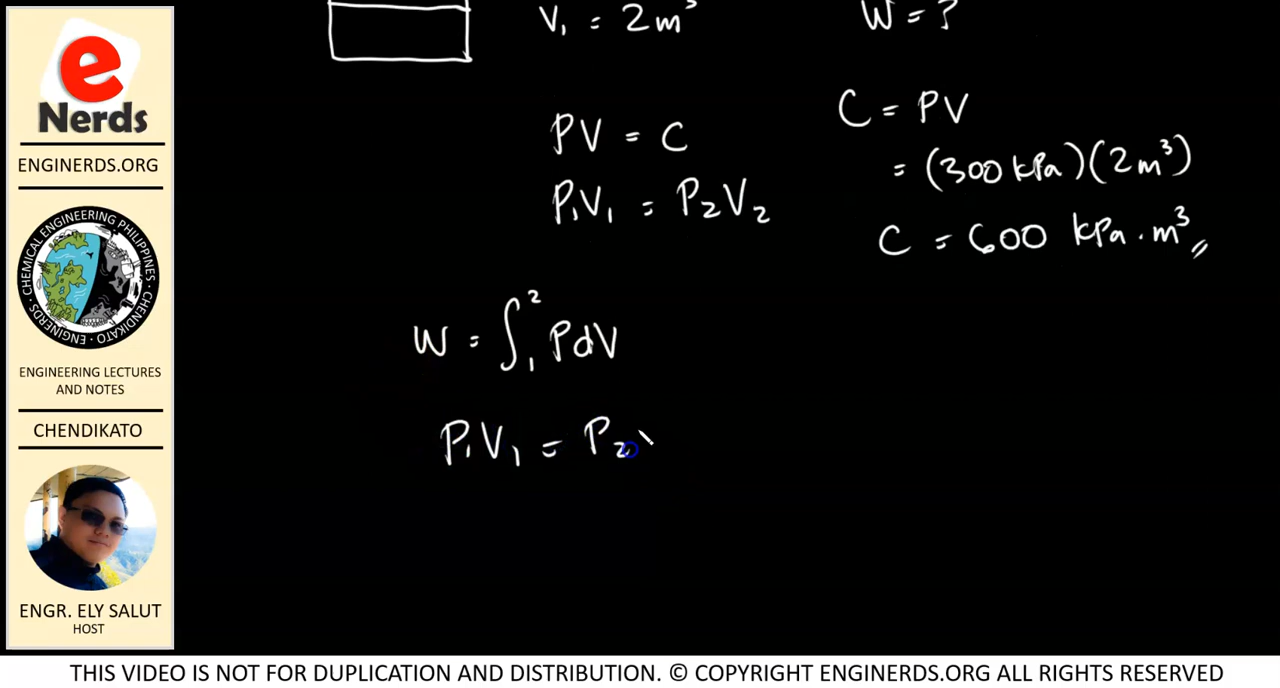 e
Nerds
ENGINERDS.ORG
CHEMICAL ENGINEERING PHILIPPINES
CHENDIKATO · ENGINERDS
ENGINEERING LECTURES
AND NOTES
CHENDIKATO
ENGR. ELY SALUT
HOST
V₁ = 2m³
W = ?
PV = C
P₁V₁ = P₂V₂
C = PV
= (300 kPa)(2m³)
C = 600 kPa·m³
W = ∫₁² PdV
P₁V₁ = P₂
THIS VIDEO IS NOT FOR DUPLICATION AND DISTRIBUTION. © COPYRIGHT ENGINERDS.ORG ALL RIGHTS RESERVED